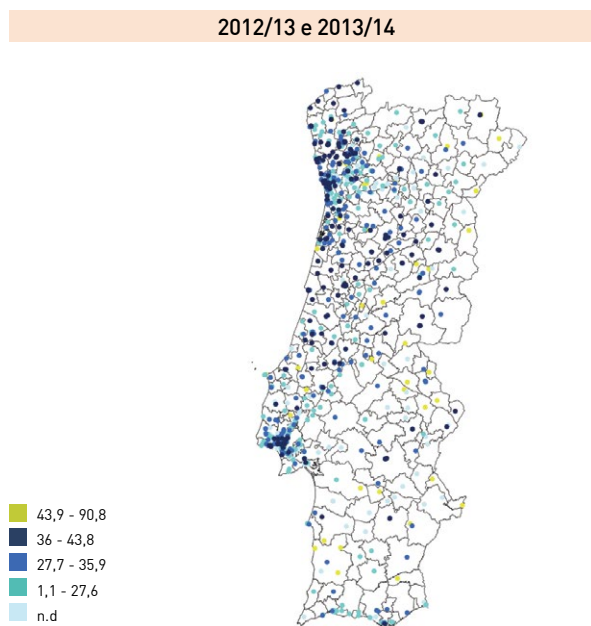 2012/13 e 2013/14
43,9 - 90,8
36 - 43,8
27,7 - 35,9
1,1 - 27,6
n.d